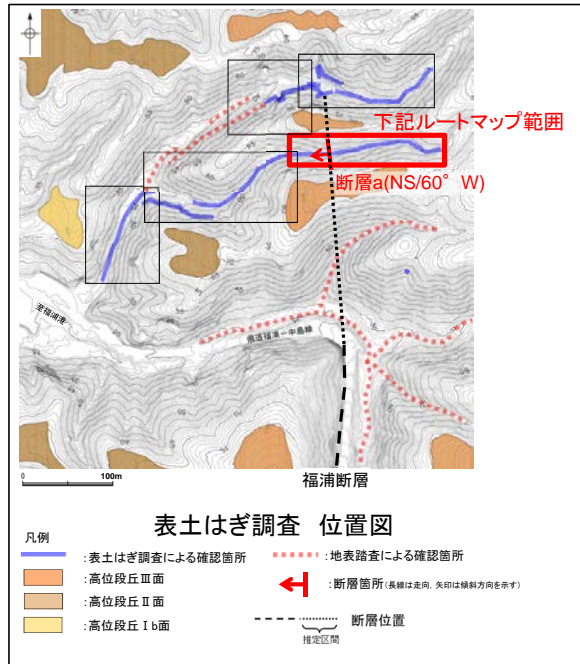 下記ルートマップ範囲
断層a(NS/60°W)
至福浦港
県道福浦ー中島線
0 100m
福浦断層
表土はぎ調査 位置図
凡例
:表土はぎ調査による確認箇所
:地表踏査による確認箇所
:高位段丘Ⅲ面
:断層箇所(長線は走向, 矢印は傾斜方向を示す)
:高位段丘Ⅱ面
:高位段丘Ⅰb面
断層位置
推定区間